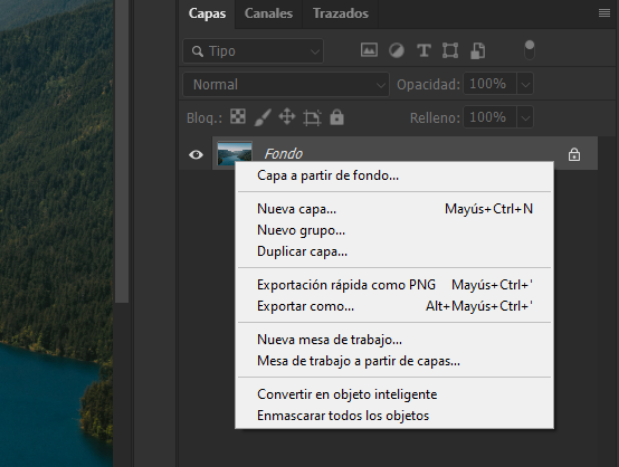 Capas Canales Trazados
Tipo
Normal Opacidad: 100%
Bloq.: Relleno: 100%
Fondo
Capa a partir de fondo...
Nueva capa... Mayús+Ctrl+N
Nuevo grupo...
Duplicar capa...
Exportación rápida como PNG Mayús+Ctrl+'
Exportar como... Alt+Mayús+Ctrl+'
Nueva mesa de trabajo...
Mesa de trabajo a partir de capas...
Convertir en objeto inteligente
Enmascarar todos los objetos